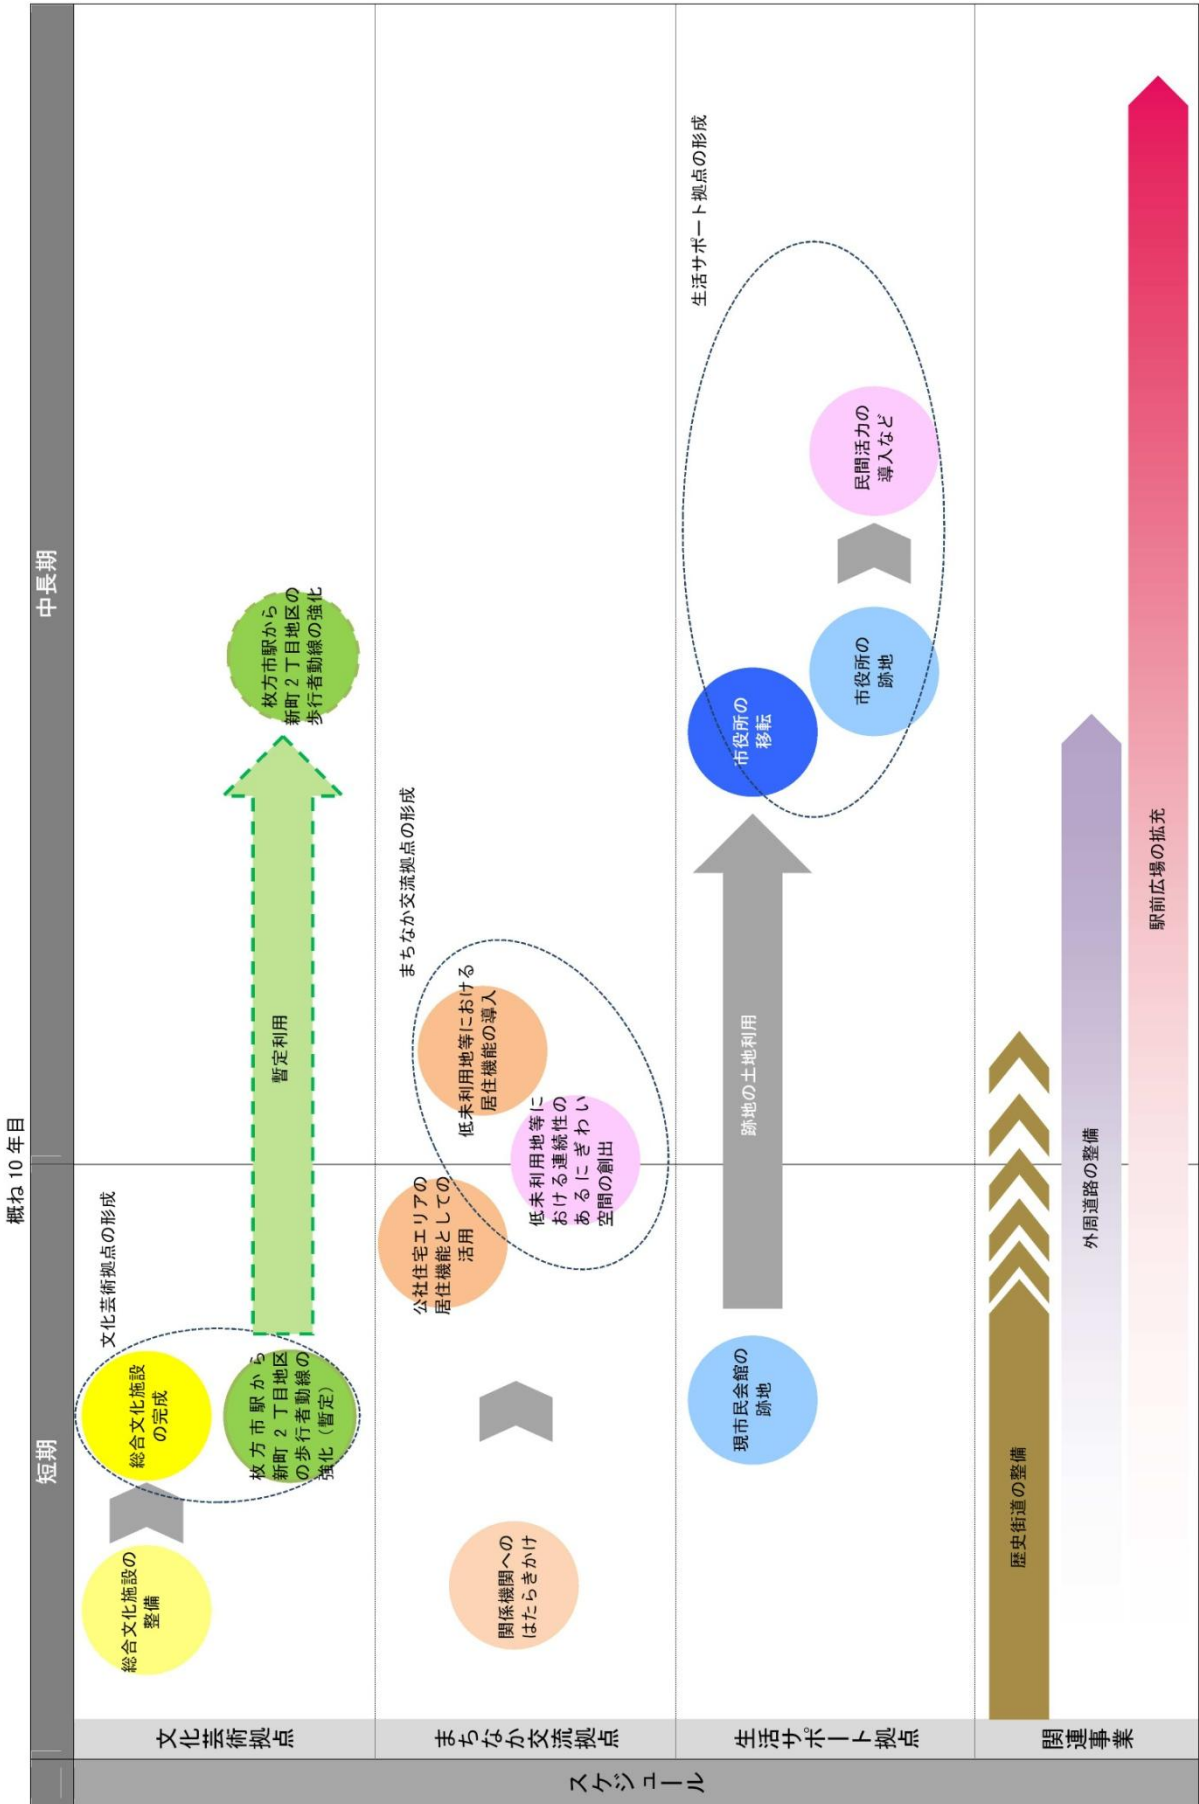 概ね 10 年目
短期
中長期
スケジュール
文化芸術拠点
文化芸術拠点の形成
総合文化施設の
整備
総合文化施設
の完成
枚方市駅から
新町２丁目地区
の歩行者動線の
強化（暫定）
暫定利用
枚方市駅から
新町２丁目地区の
歩行者動線の強化
まちなか交流拠点
まちなか交流拠点の形成
関係機関への
はたらきかけ
公社住宅エリアの
居住機能としての
活用
低未利用地等に
おける連続性の
あるにぎわい
空間の創出
低未利用地等における
居住機能の導入
生活サポート拠点
生活サポート拠点の形成
現市民会館の
跡地
跡地の土地利用
市役所の
移転
市役所の
跡地
民間活力の
導入など
関連事業
歴史街道の整備
外周道路の整備
駅前広場の拡充